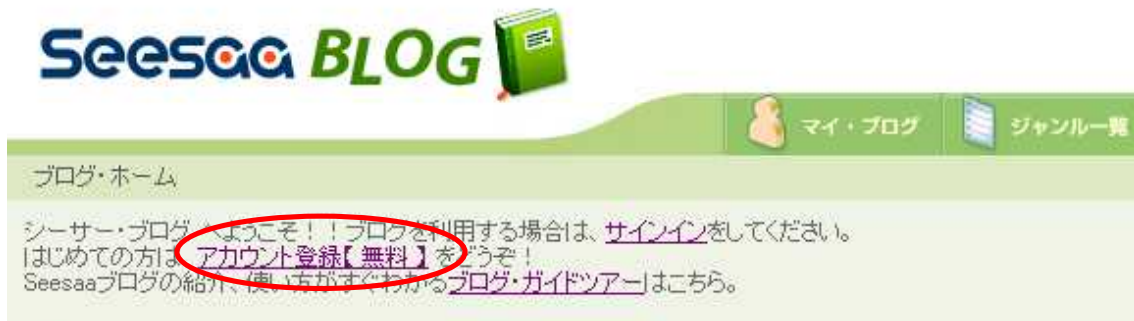 Seesaa BLOG
マイ・ブログ
ジャンル一覧
ブログ・ホーム
シーサー・ブログへようこそ!!ブログを利用する場合は、サインインをしてください。
はじめての方は、アカウント登録【無料】をどうぞ!
Seesaaブログの紹介、使い方がすぐわかるブログ・ガイドツアーはこちら。